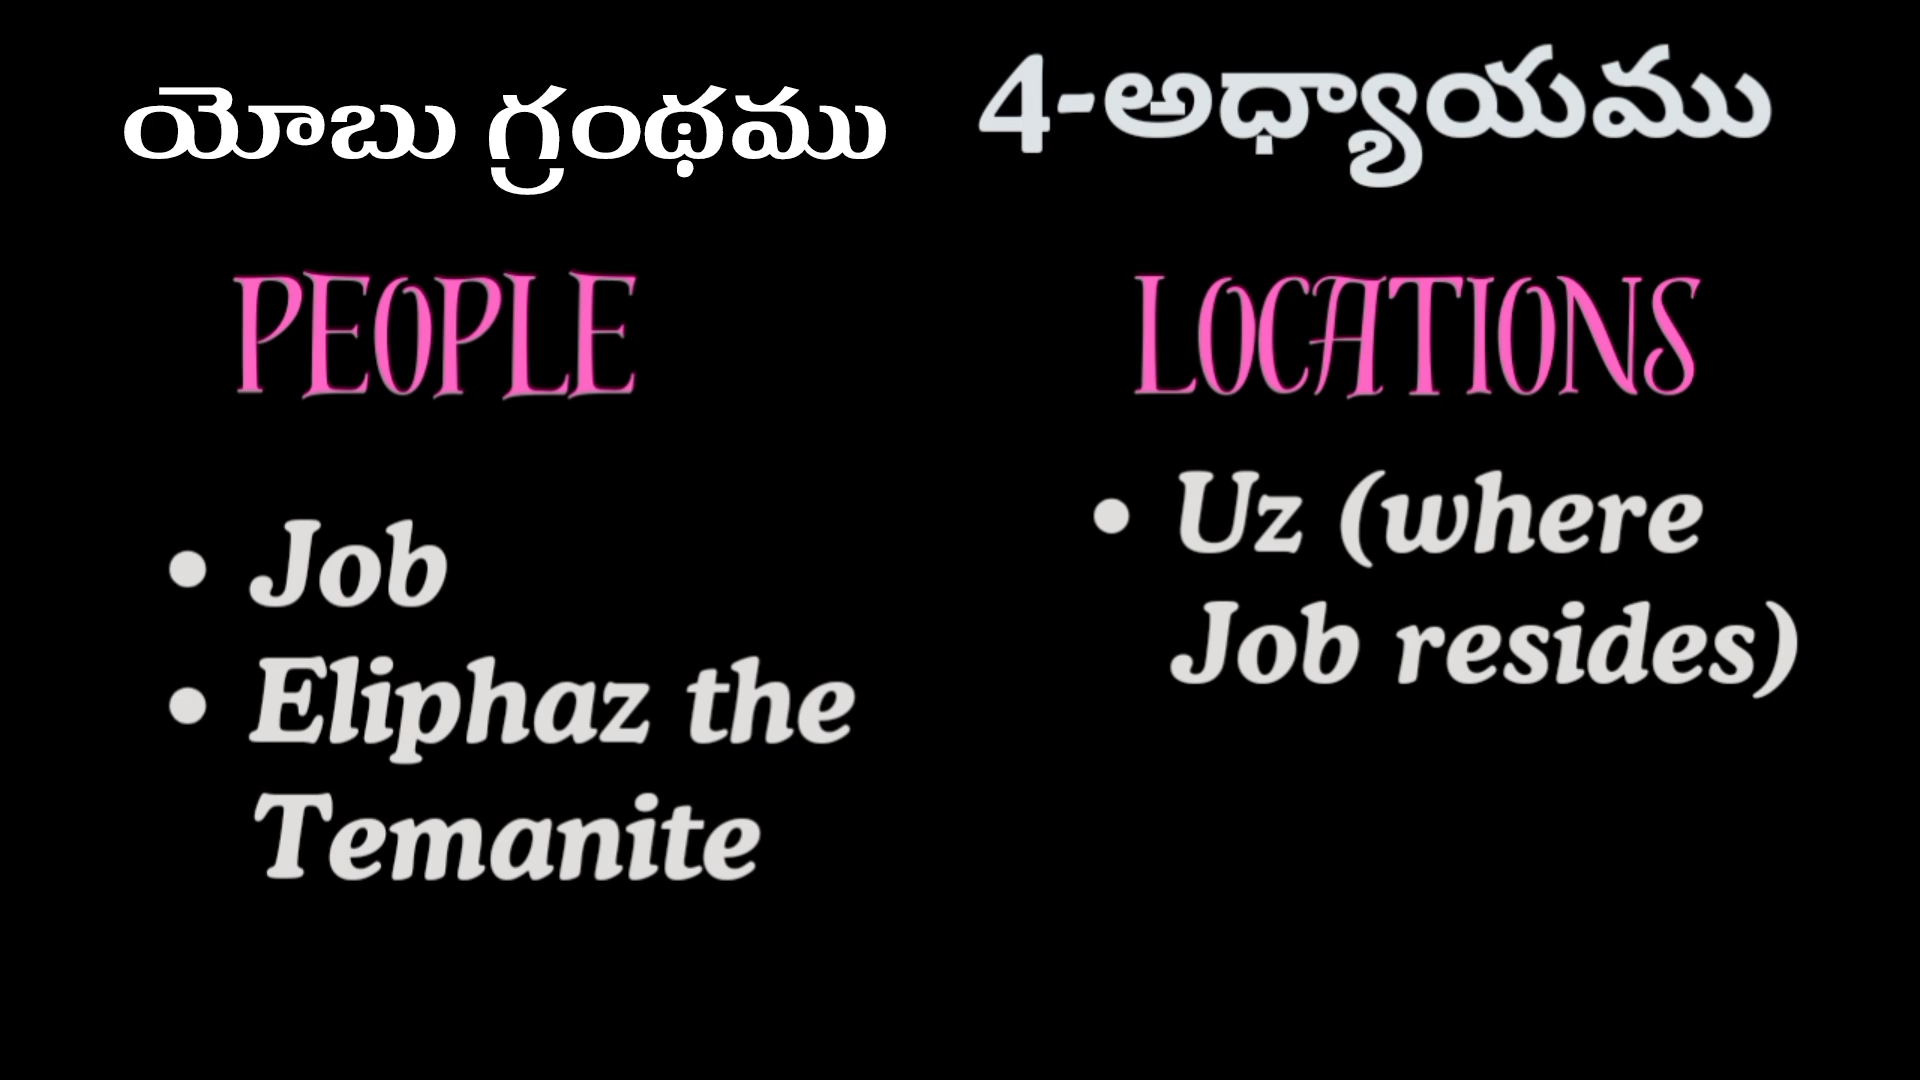 యోబు గ్రంథము
4-అధ్యాయము
PEOPLE
• Job
• Eliphaz the
Temanite
LOCATIONS
• Uz (where
Job resides)